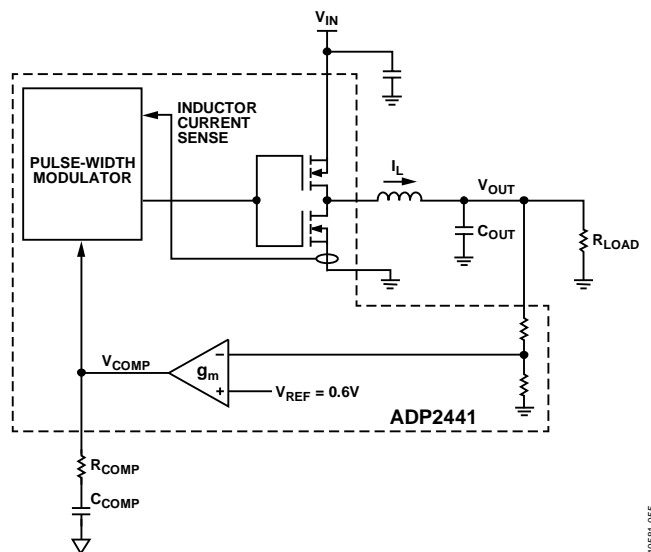 VIN
INDUCTOR
CURRENT
SENSE
PULSE-WIDTH
MODULATOR
IL
VOUT
COUT
RLOAD
VCOMP
gm
−
+
VREF = 0.6V
ADP2441
RCOMP
CCOMP